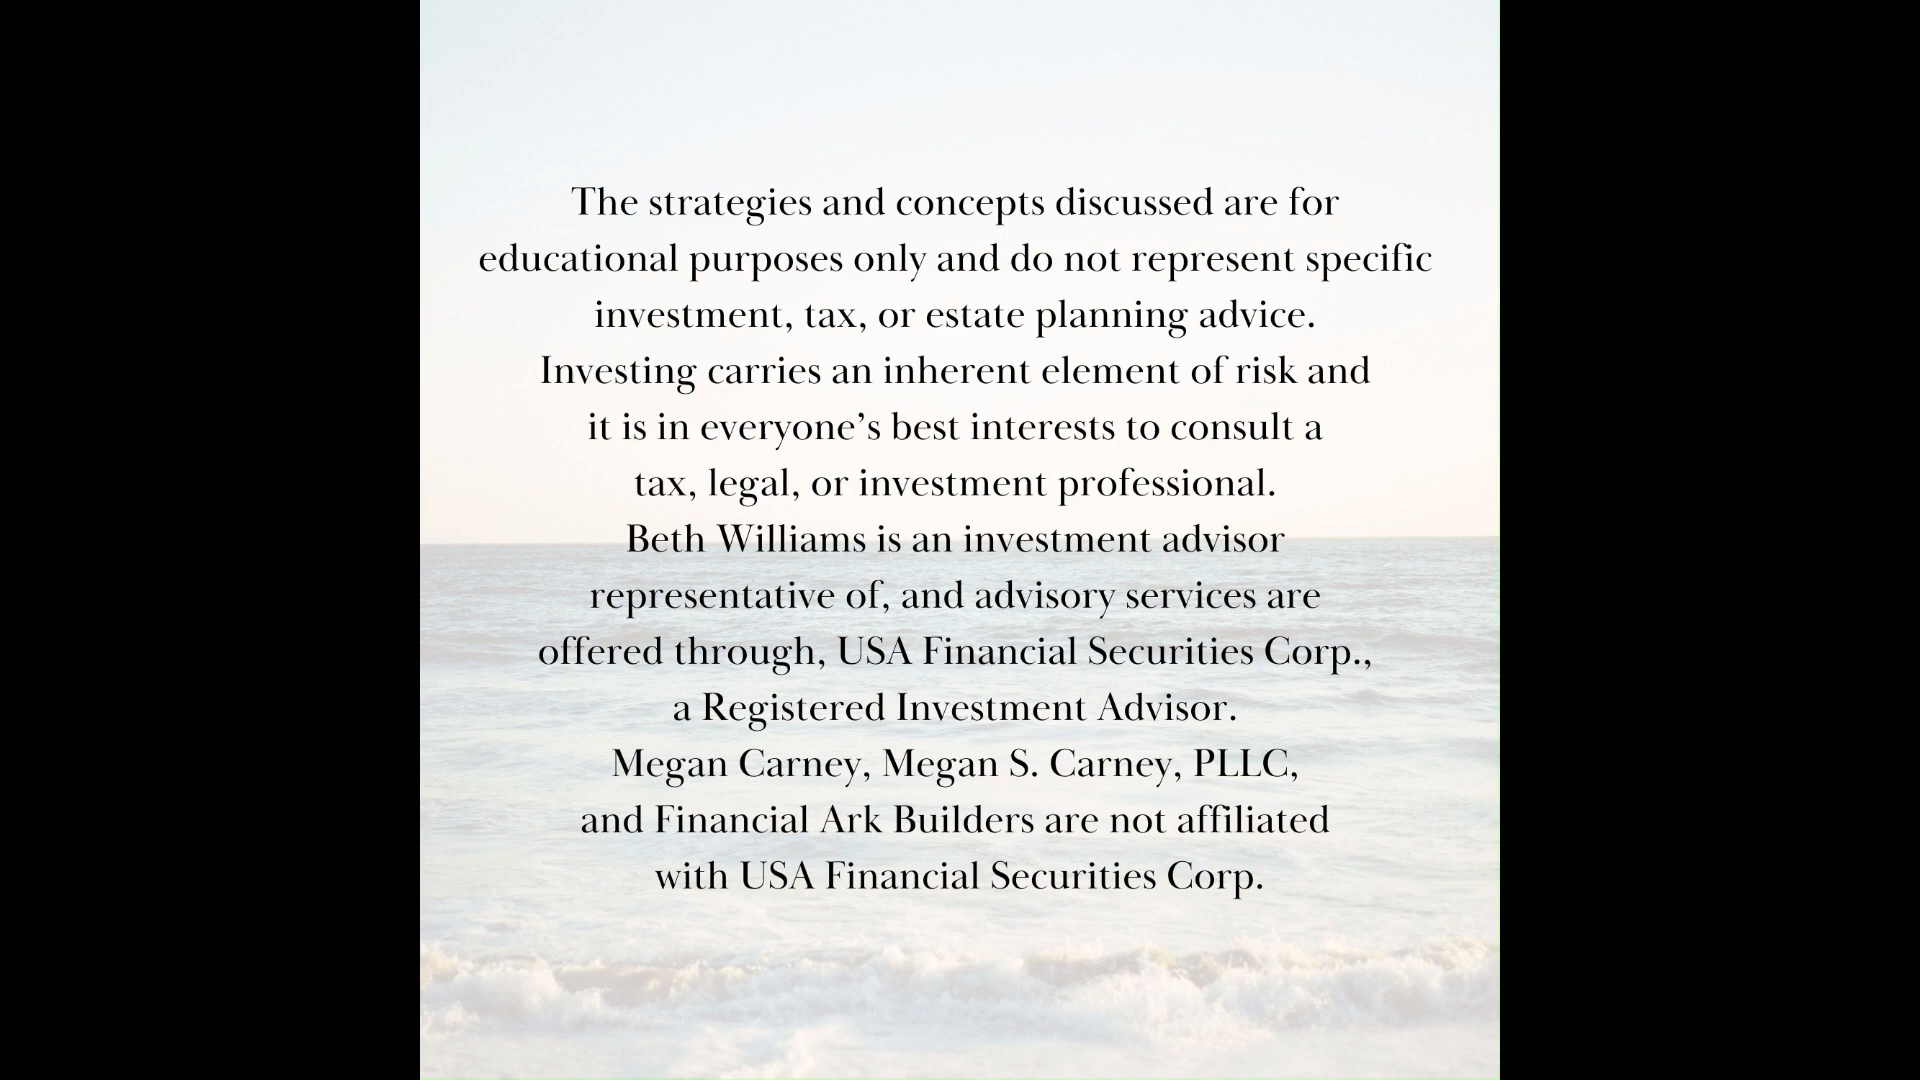 The strategies and concepts discussed are for
educational purposes only and do not represent specific
investment, tax, or estate planning advice.
Investing carries an inherent element of risk and
it is in everyone’s best interests to consult a
tax, legal, or investment professional.
Beth Williams is an investment advisor
representative of, and advisory services are
offered through, USA Financial Securities Corp.,
a Registered Investment Advisor.
Megan Carney, Megan S. Carney, PLLC,
and Financial Ark Builders are not affiliated
with USA Financial Securities Corp.